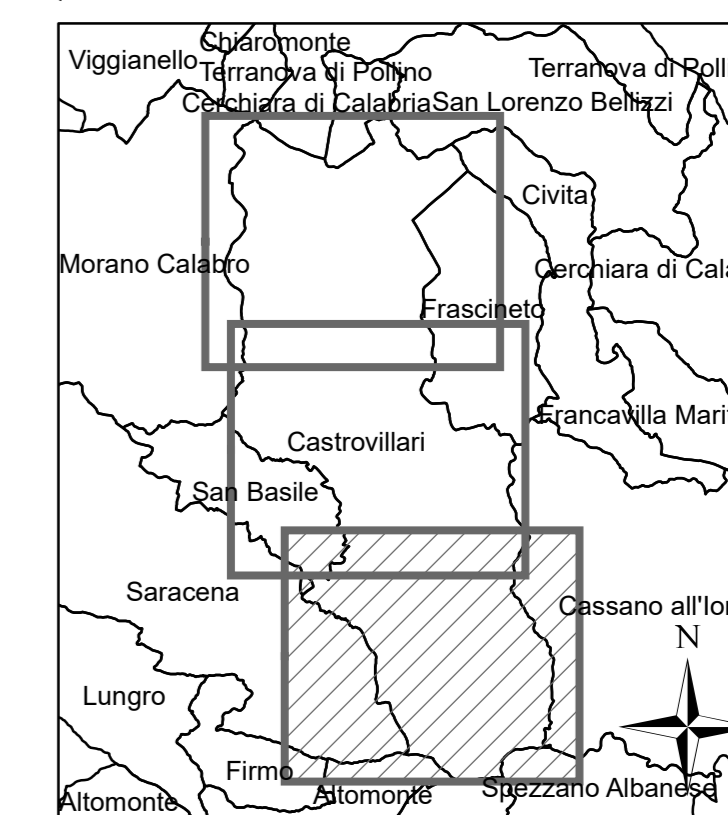 Chiaromonte
Viggianello
Terranova di Pollino
Terranova di Poll
Cerchiara di Calabria
San Lorenzo Bellizzi
Civita
Morano Calabro
Cerchiara di Cala
Frascineto
Francavilla Mari
Castrovillari
San Basile
Saracena
Cassano all'Ion
N
Lungro
Firmo
Altomonte
Altomonte
Spezzano Albanese